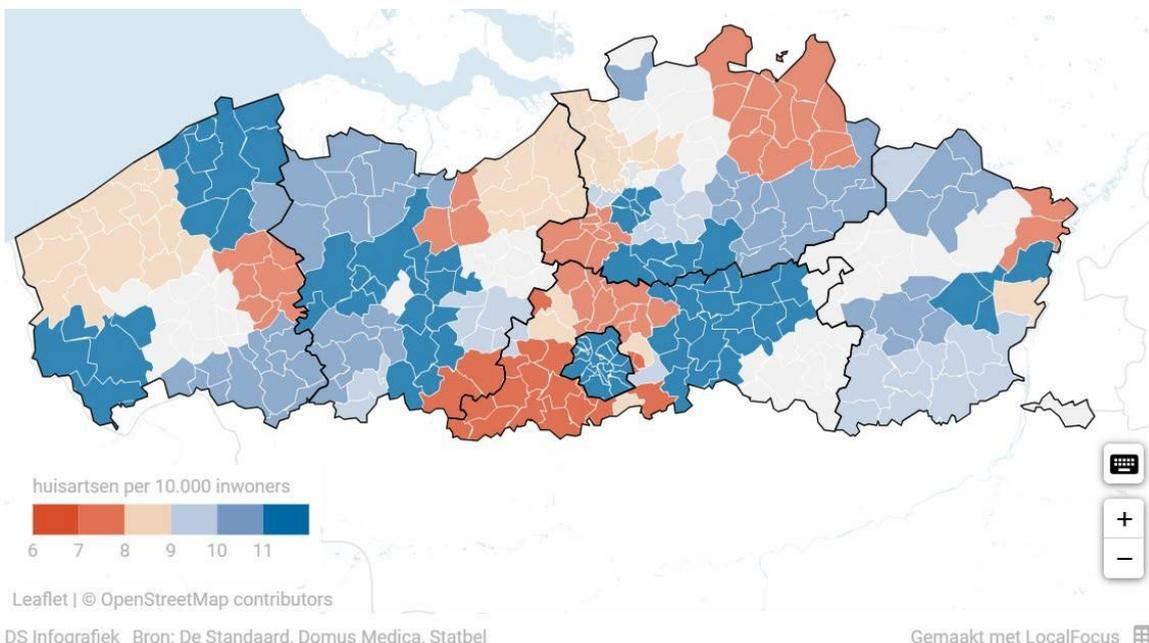 huisartsen per 10.000 inwoners
6 7 8 9 10 11
+
−
Leaflet | © OpenStreetMap contributors
DS Infografiek Bron: De Standaard, Domus Medica, Statbel
Gemaakt met LocalFocus